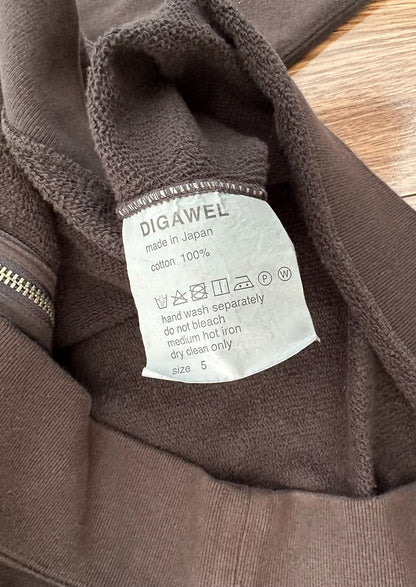 DIGAWEL
made in Japan
cotton 100%
P W
hand wash separately
do not bleach
medium hot iron
dry clean only
size 5